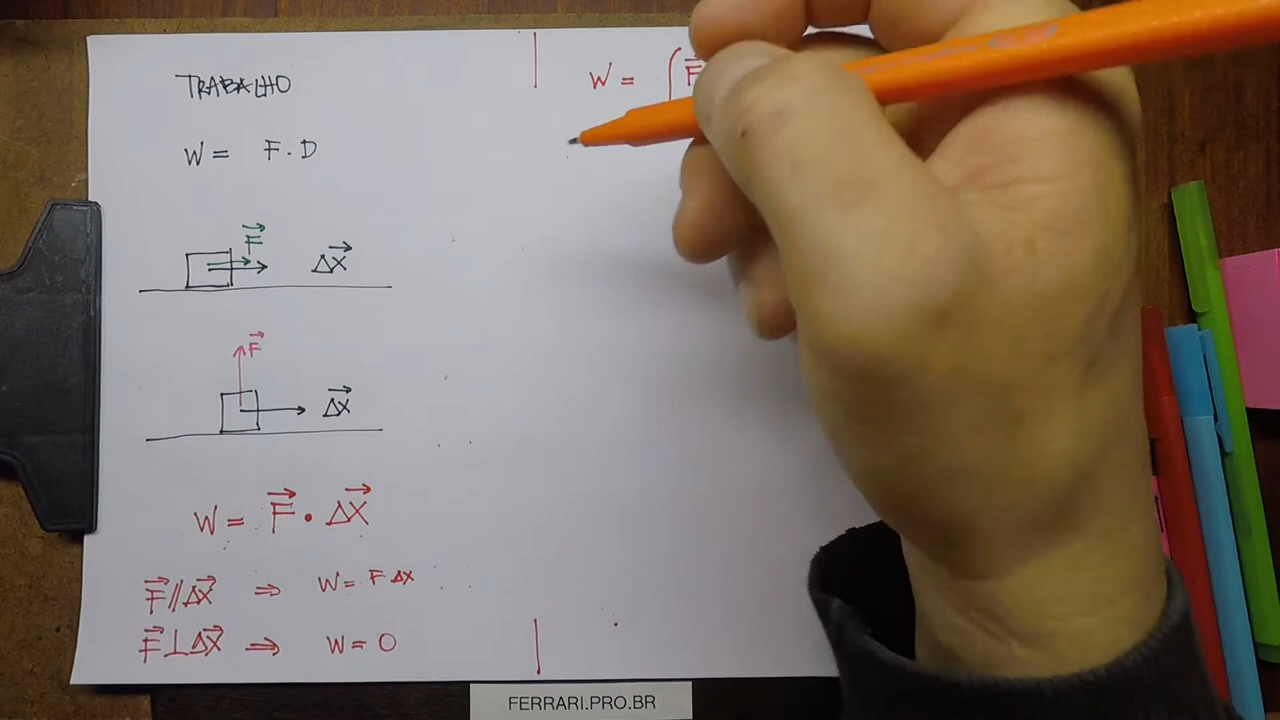 TRABALHO
W = F · D
F⃗
Δx⃗
F⃗
Δx⃗
W = F⃗ · Δx⃗
F⃗ // Δx⃗ ⇒ W = F Δx
F⃗ ⊥ Δx⃗ ⇒ W = 0
W = ∫ F⃗
FERRARI.PRO.BR